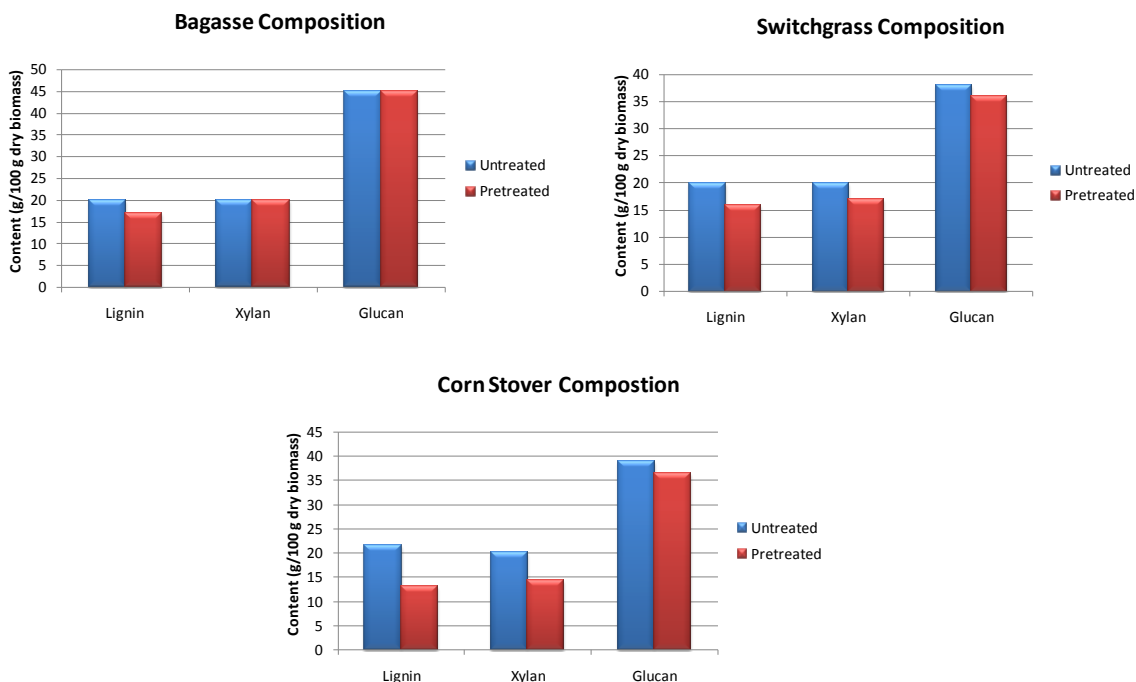 Bagasse Composition
Content (g/100 g dry biomass)
50
45
40
35
30
25
20
15
10
5
0
Lignin Xylan Glucan
Untreated
Pretreated
Switchgrass Composition
Content (g/100 g dry biomass)
40
35
30
25
20
15
10
5
0
Lignin Xylan Glucan
Untreated
Pretreated
Corn Stover Compostion
Content (g/100 g dry biomass)
45
40
35
30
25
20
15
10
5
0
Lignin Xylan Glucan
Untreated
Pretreated